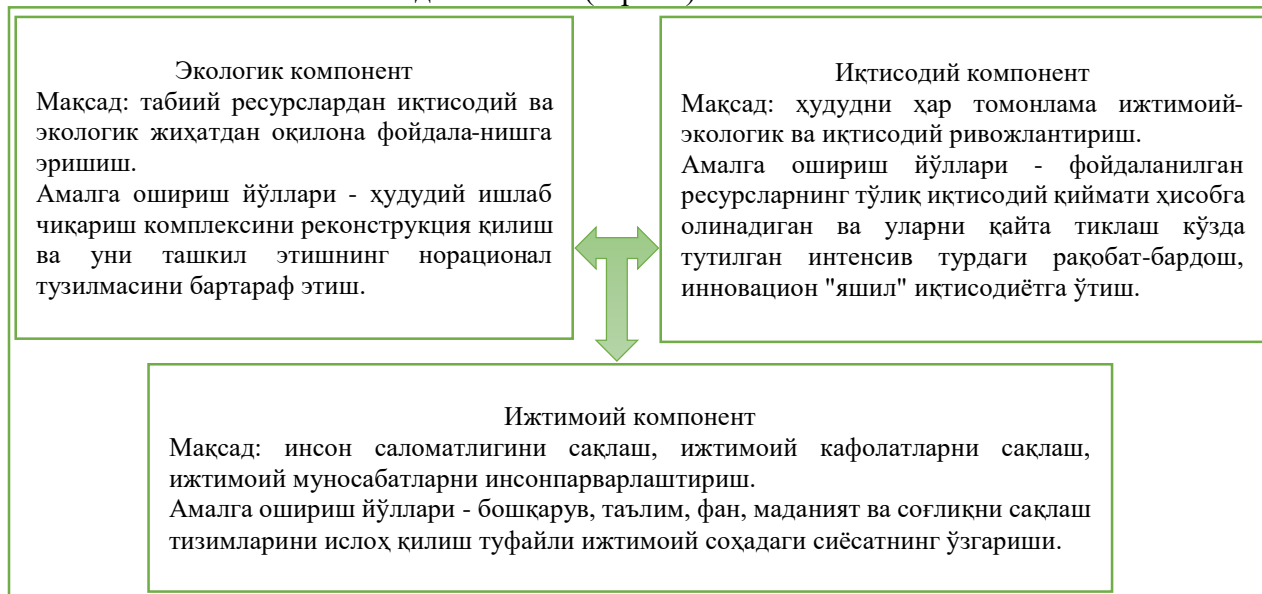 Экологик компонент
Мақсад: табиий ресурслардан иқтисодий ва
экологик жиҳатдан оқилона фойдала-нишга
эришиш.
Амалга ошириш йўллари - ҳудудий ишлаб
чиқариш комплексини реконструкция қилиш
ва уни ташкил этишнинг норационал
тузилмасини бартараф этиш.
Иқтисодий компонент
Мақсад: ҳудудни ҳар томонлама ижтимоий-
экологик ва иқтисодий ривожлантириш.
Амалга ошириш йўллари - фойдаланилган
ресурсларнинг тўлиқ иқтисодий қиймати ҳисобга
олинадиган ва уларни қайта тиклаш кўзда
тутилган интенсив турдаги рақобат-бардош,
инновацион "яшил" иқтисодиётга ўтиш.
Ижтимоий компонент
Мақсад: инсон саломатлигини сақлаш, ижтимоий кафолатларни сақлаш,
ижтимоий муносабатларни инсонпарварлаштириш.
Амалга ошириш йўллари - бошқарув, таълим, фан, маданият ва соғлиқни сақлаш
тизимларини ислоҳ қилиш туфайли ижтимоий соҳадаги сиёсатнинг ўзгариши.